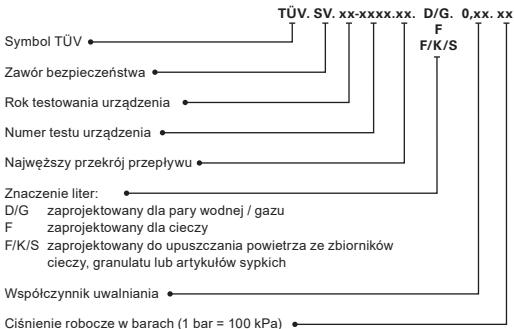 TÜV. SV. xx-xxxx.xx. D/G. 0,xx. xx
F
F/K/S
Symbol TÜV
Zawór bezpieczeństwa
Rok testowania urządzenia
Numer testu urządzenia
Najwęższy przekrój przepływu
Znaczenie liter:
D/G zaprojektowany dla pary wodnej / gazu
F zaprojektowany dla cieczy
F/K/S zaprojektowany do upuszczania powietrza ze zbiorników
cieczy, granulatu lub artykułów sypkich
Współczynnik uwalniania
Ciśnienie robocze w barach (1 bar = 100 kPa)